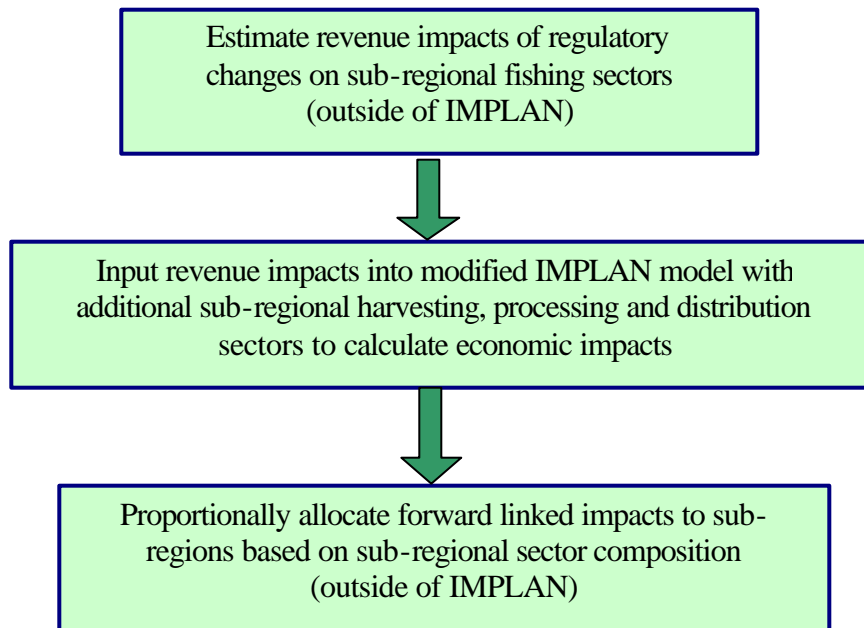 Estimate revenue impacts of regulatory
changes on sub-regional fishing sectors
(outside of IMPLAN)
Input revenue impacts into modified IMPLAN model with
additional sub-regional harvesting, processing and distribution
sectors to calculate economic impacts
Proportionally allocate forward linked impacts to sub-
regions based on sub-regional sector composition
(outside of IMPLAN)